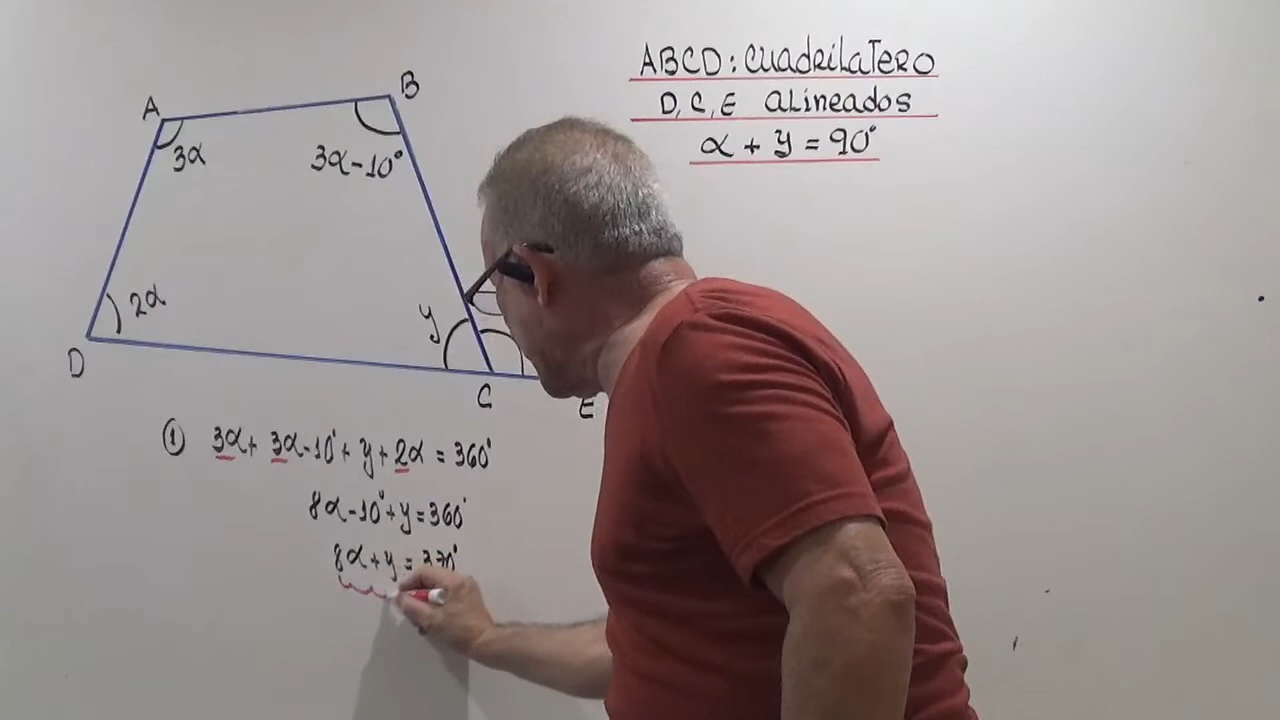 ABCD: CUADRILATERO
D, C, E ALINEADOS
α + y = 90°
A
B
3α
3α-10°
2α
y
D
C
E
① 3α + 3α-10° + y + 2α = 360°
8α-10° + y = 360°
8α + y = 370°